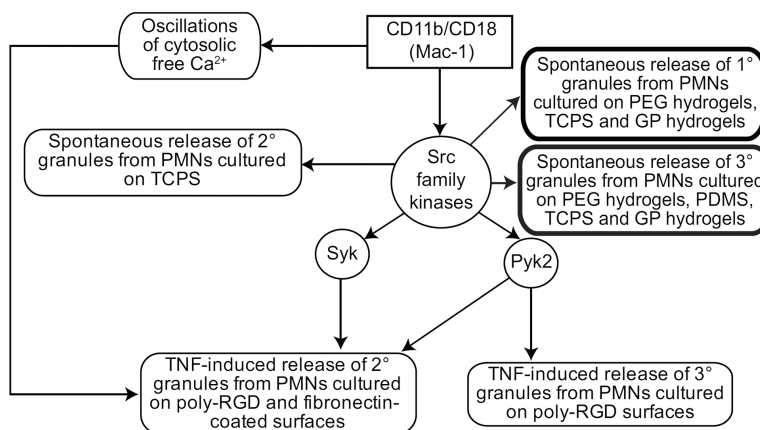 Oscillations
of cytosolic
free Ca²⁺
CD11b/CD18
(Mac-1)
Spontaneous release of 1°
granules from PMNs
cultured on PEG hydrogels,
TCPS and GP hydrogels
Spontaneous release of 2°
granules from PMNs cultured
on TCPS
Src
family
kinases
Spontaneous release of 3°
granules from PMNs cultured
on PEG hydrogels, PDMS,
TCPS and GP hydrogels
Syk
Pyk2
TNF-induced release of 2°
granules from PMNs cultured
on poly-RGD and fibronectin-
coated surfaces
TNF-induced release of 3°
granules from PMNs cultured
on poly-RGD surfaces